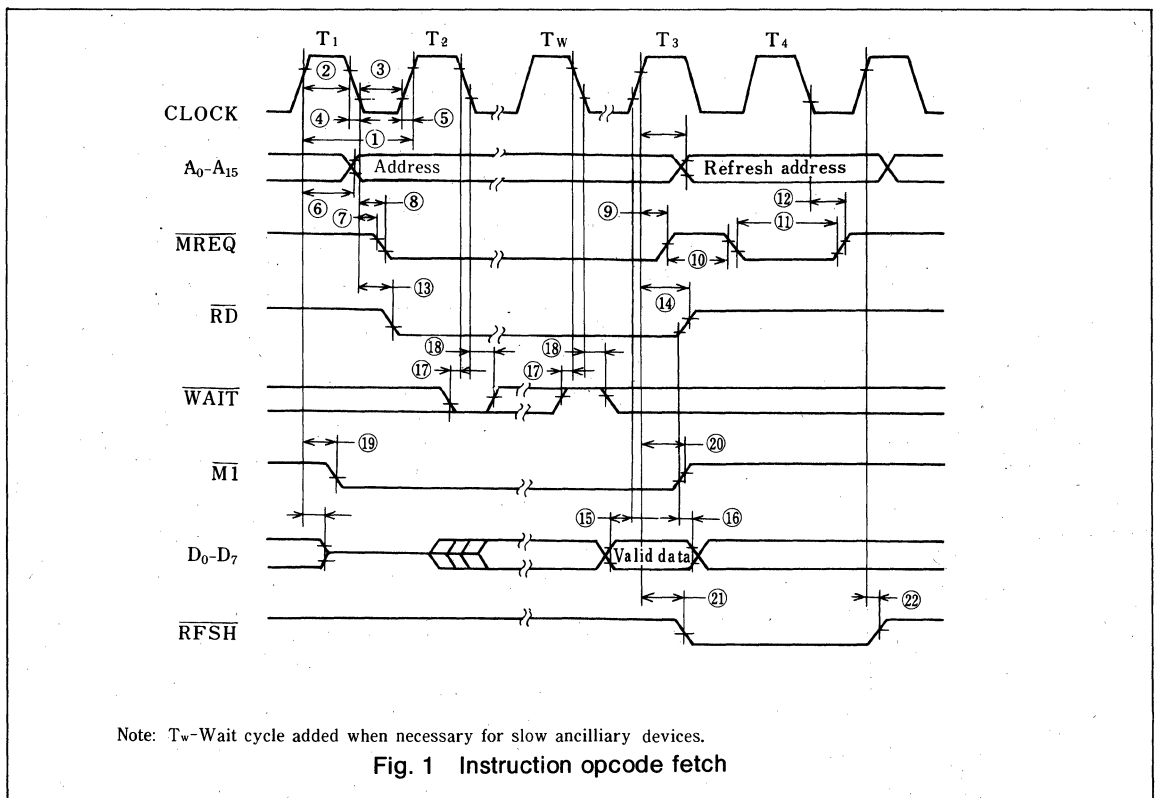 T1 T2 TW T3 T4
② ③
CLOCK
④ ⑤
①
A0-A15 Address Refresh address
⑥ ⑦ ⑧ ⑨ ⑫
⑪
MREQ
⑩
⑬ ⑭
RD
⑱ ⑱
⑰ ⑰
WAIT
⑲ ⑳
M1
⑮ ⑯
D0-D7 Valid data
㉑ ㉒
RFSH
Note: Tw-Wait cycle added when necessary for slow ancilliary devices.
Fig. 1 Instruction opcode fetch